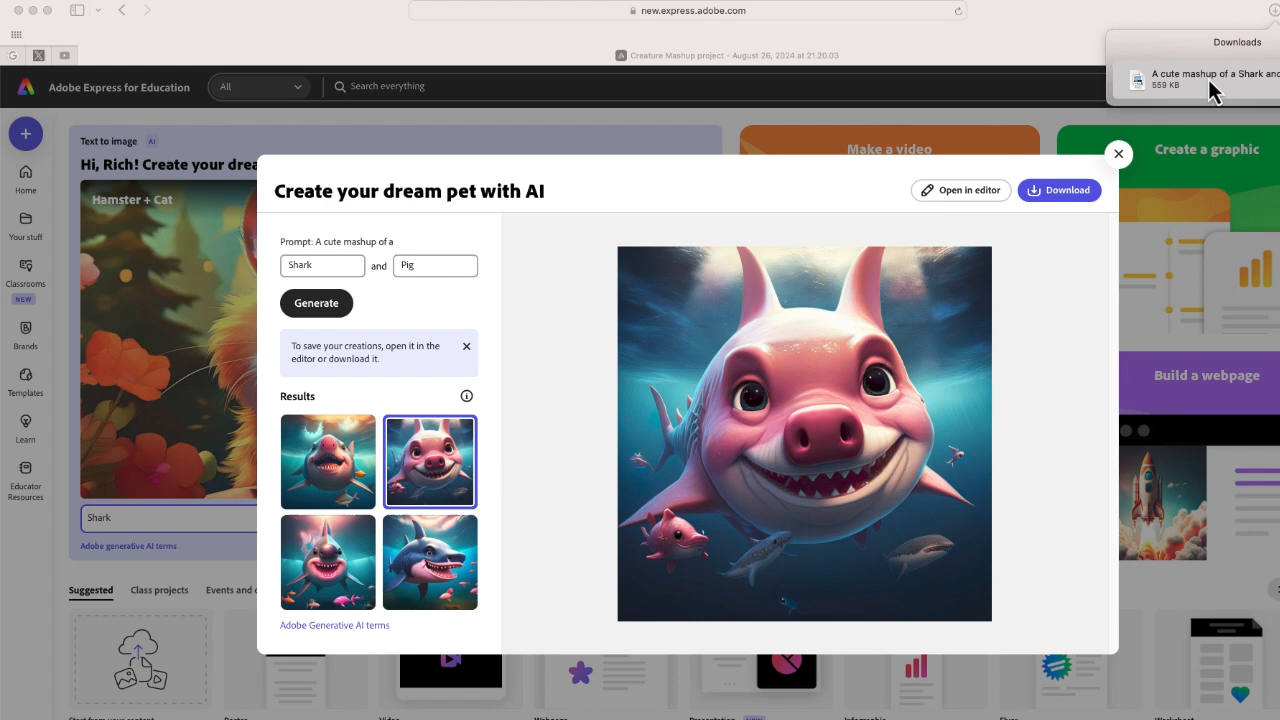 new.express.adobe.com
Downloads
Creature Mashup project - August 26, 2024 at 21.20.03
A cute mashup of a Shark and
559 KB
Adobe Express for Education
All
Search everything
Text to image AI
Hi, Rich! Create your drea
Make a video
Create a graphic
Home
Your stuff
Classrooms
NEW
Brands
Templates
Learn
Educator
Resources
Hamster + Cat
Create your dream pet with AI
Open in editor
Download
Prompt: A cute mashup of a
Shark and Pig
Generate
To save your creations, open it in the
editor or download it.
Results
Adobe Generative AI terms
Build a webpage
Shark
Adobe generative AI terms
Suggested
Class projects
Events and